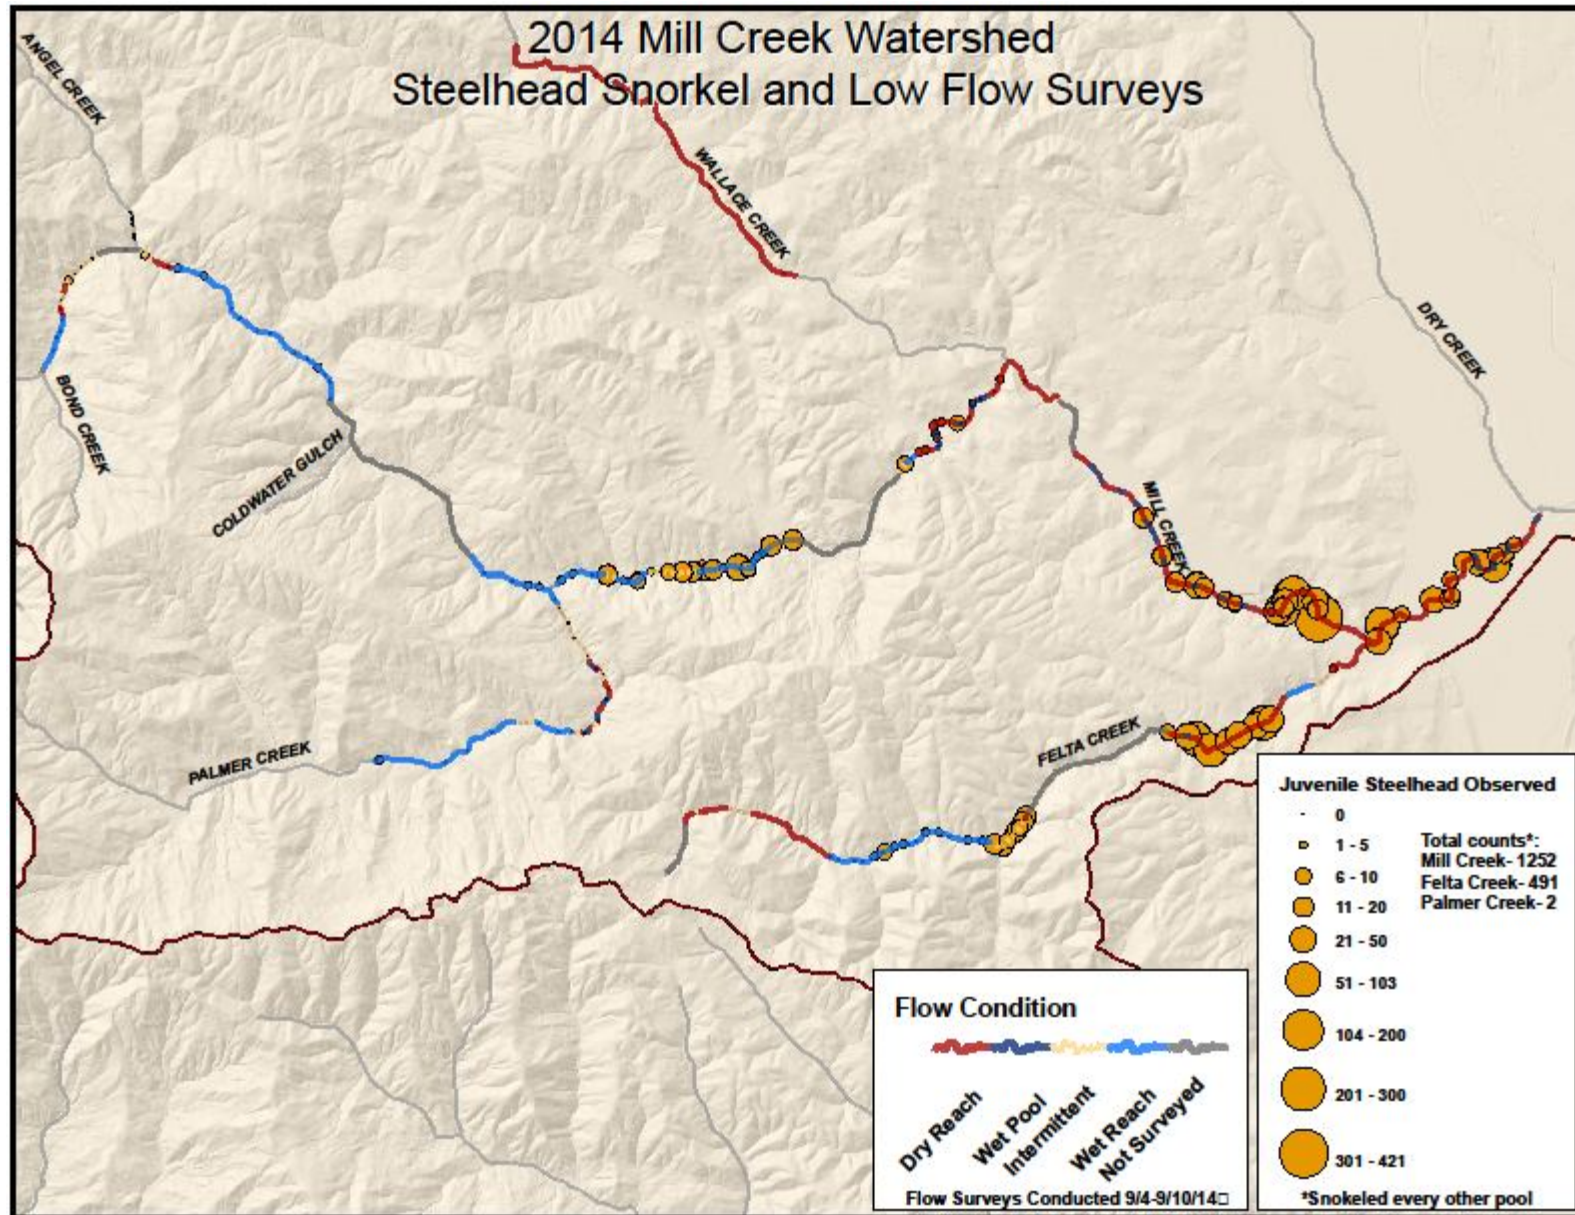 2014 Mill Creek Watershed
Steelhead Snorkel and Low Flow Surveys
ANGEL CREEK
WALLACE CREEK
DRY CREEK
BOND CREEK
COLDWATER GULCH
MILL CREEK
PALMER CREEK
FELTA CREEK
Juvenile Steelhead Observed
0
1 - 5
6 - 10
11 - 20
21 - 50
51 - 103
104 - 200
201 - 300
301 - 421
Total counts*:
Mill Creek- 1252
Felta Creek- 491
Palmer Creek- 2
*Snokeled every other pool
Flow Condition
Dry Reach
Wet Pool
Intermittent
Wet Reach
Not Surveyed
Flow Surveys Conducted 9/4-9/10/14□